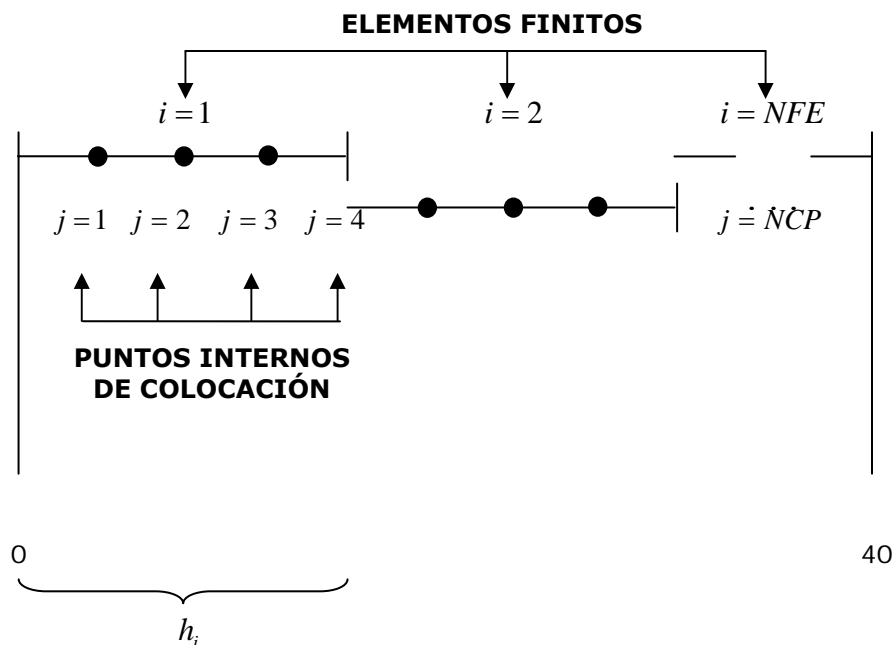 ELEMENTOS FINITOS
i = 1 i = 2 i = NFE
j = 1 j = 2 j = 3 j = 4 j = NCP
PUNTOS INTERNOS
DE COLOCACIÓN
0 40
h_i